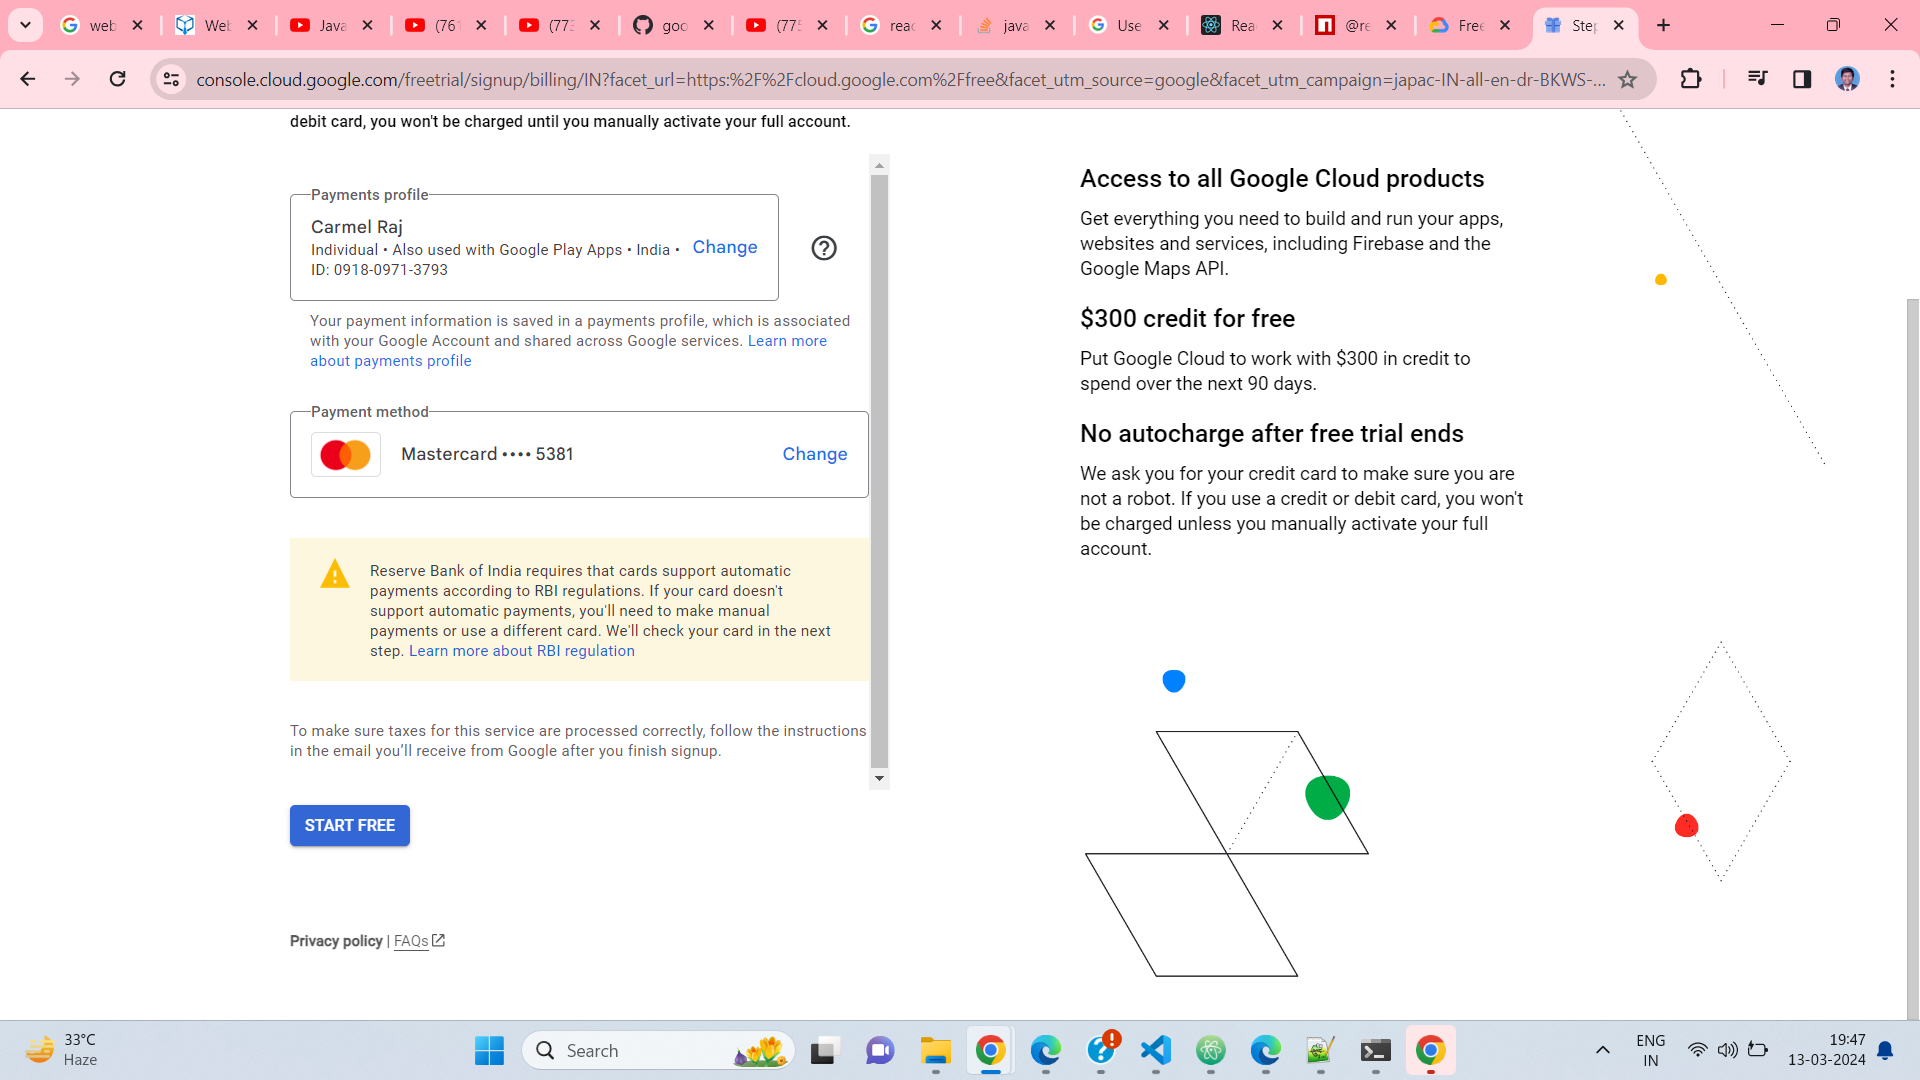 web
Web
Java
(761
(773
goo
(775
reac
java
Use
Rea
@re
Free
Step
console.cloud.google.com/freetrial/signup/billing/IN?facet_url=https:%2F%2Fcloud.google.com%2Ffree&facet_utm_source=google&facet_utm_campaign=japac-IN-all-en-dr-BKWS-...
debit card, you won't be charged until you manually activate your full account.
Payments profile
Carmel Raj
Individual • Also used with Google Play Apps • India •
ID: 0918-0971-3793
Change
Your payment information is saved in a payments profile, which is associated
with your Google Account and shared across Google services. Learn more
about payments profile
Payment method
Mastercard •••• 5381
Change
Reserve Bank of India requires that cards support automatic
payments according to RBI regulations. If your card doesn't
support automatic payments, you'll need to make manual
payments or use a different card. We'll check your card in the next
step. Learn more about RBI regulation
To make sure taxes for this service are processed correctly, follow the instructions
in the email you’ll receive from Google after you finish signup.
START FREE
Privacy policy | FAQs
Access to all Google Cloud products
Get everything you need to build and run your apps,
websites and services, including Firebase and the
Google Maps API.
$300 credit for free
Put Google Cloud to work with $300 in credit to
spend over the next 90 days.
No autocharge after free trial ends
We ask you for your credit card to make sure you are
not a robot. If you use a credit or debit card, you won't
be charged unless you manually activate your full
account.
33°C
Haze
Search
ENG
IN
19:47
13-03-2024